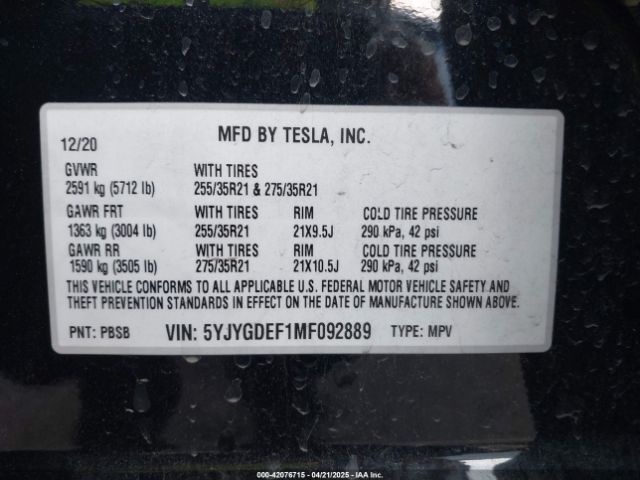 MFD BY TESLA, INC.
12/20
GVWR WITH TIRES
2591 kg (5712 lb) 255/35R21 & 275/35R21
GAWR FRT WITH TIRES RIM COLD TIRE PRESSURE
1363 kg (3004 lb) 255/35R21 21X9.5J 290 kPa, 42 psi
GAWR RR WITH TIRES RIM COLD TIRE PRESSURE
1590 kg (3505 lb) 275/35R21 21X10.5J 290 kPa, 42 psi
THIS VEHICLE CONFORMS TO ALL APPLICABLE U.S. FEDERAL MOTOR VEHICLE SAFETY AND
THEFT PREVENTION STANDARDS IN EFFECT ON THE DATE OF MANUFACTURE SHOWN ABOVE.
PNT: PBSB VIN: 5YJYGDEF1MF092889 TYPE: MPV
000-42076715 - 04/21/2025 - IAA Inc.